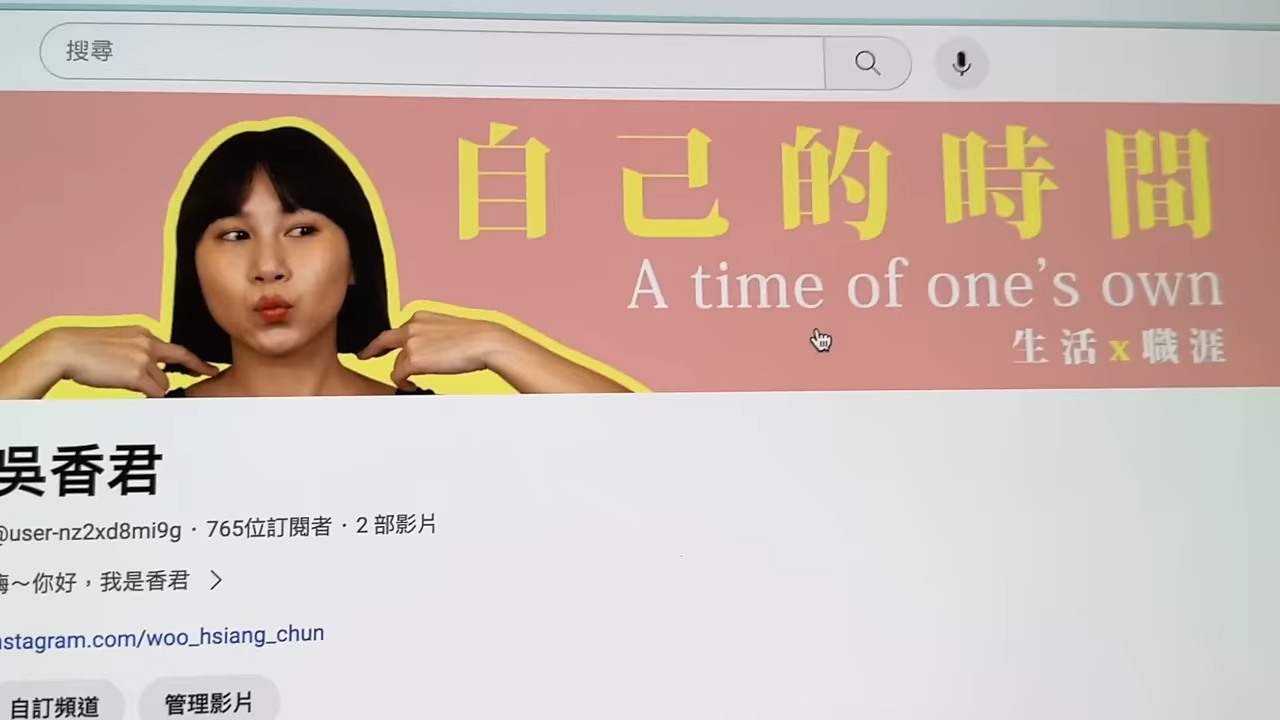 搜尋
自己的時間
A time of one's own
生活x職涯
吳香君
@user-nz2xd8mi9g · 765位訂閱者 · 2 部影片
嗨～你好，我是香君
nstagram.com/woo_hsiang_chun
自訂頻道
管理影片